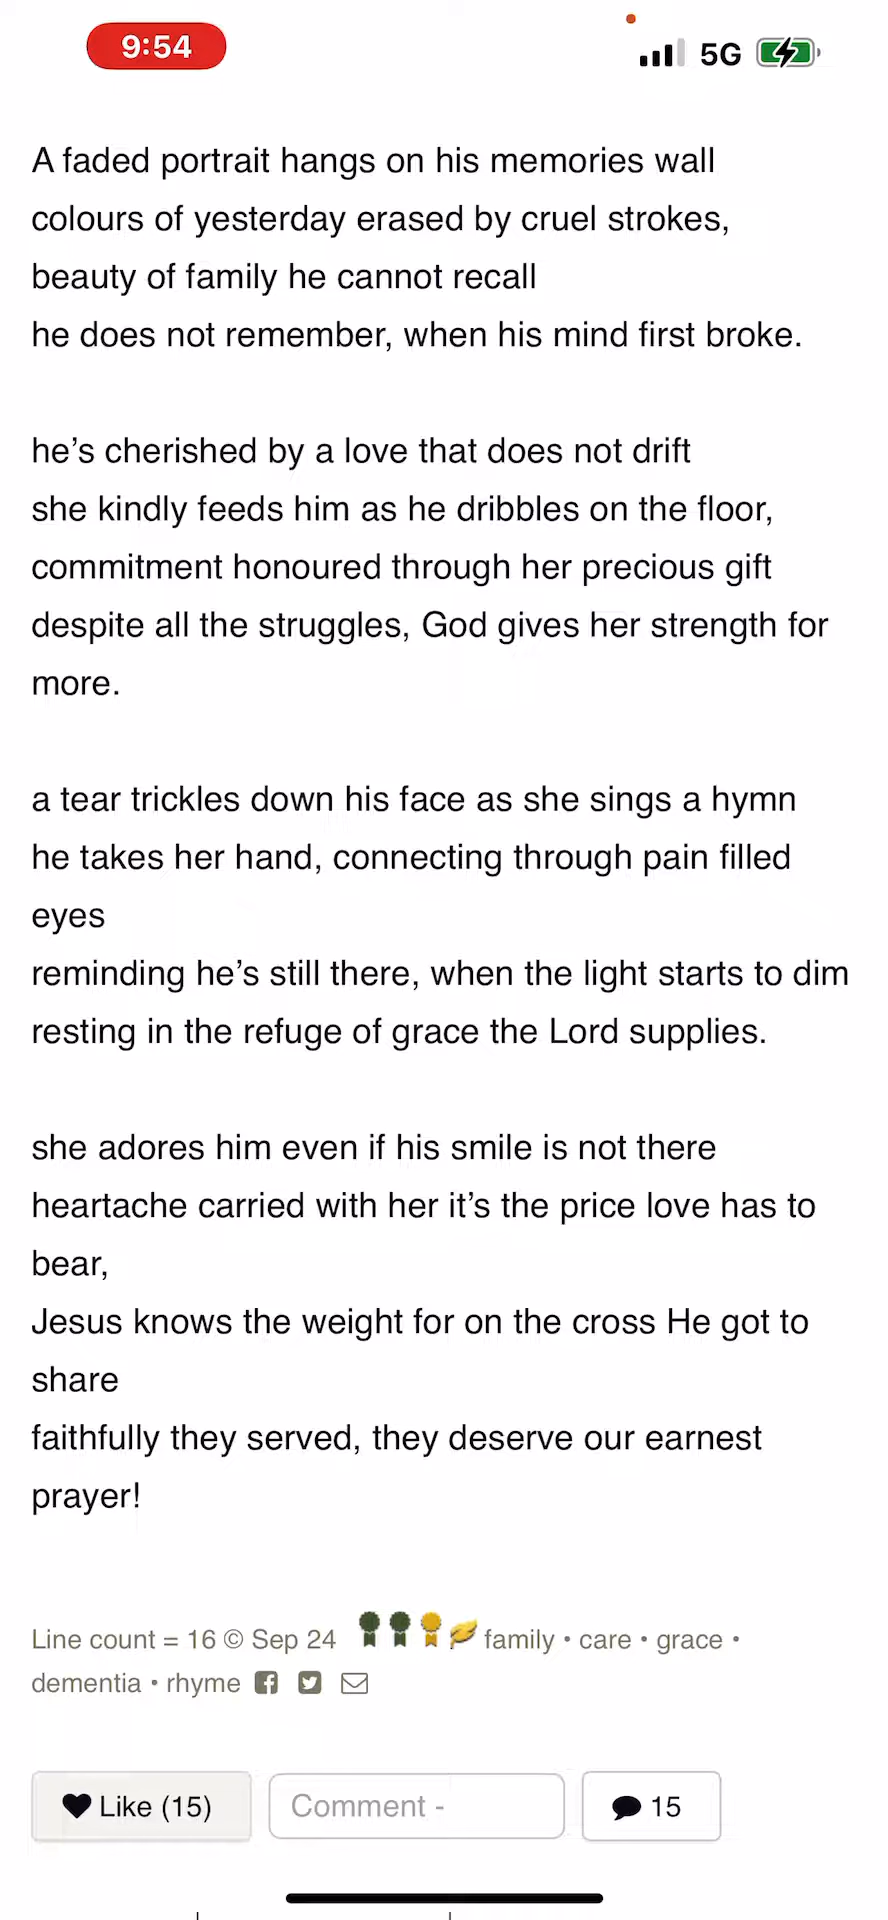 9:54
5G
A faded portrait hangs on his memories wall
colours of yesterday erased by cruel strokes,
beauty of family he cannot recall
he does not remember, when his mind first broke.
he’s cherished by a love that does not drift
she kindly feeds him as he dribbles on the floor,
commitment honoured through her precious gift
despite all the struggles, God gives her strength for
more.
a tear trickles down his face as she sings a hymn
he takes her hand, connecting through pain filled
eyes
reminding he’s still there, when the light starts to dim
resting in the refuge of grace the Lord supplies.
she adores him even if his smile is not there
heartache carried with her it’s the price love has to
bear,
Jesus knows the weight for on the cross He got to
share
faithfully they served, they deserve our earnest
prayer!
Line count = 16 © Sep 24 family • care • grace •
dementia • rhyme
Like (15) Comment - 15